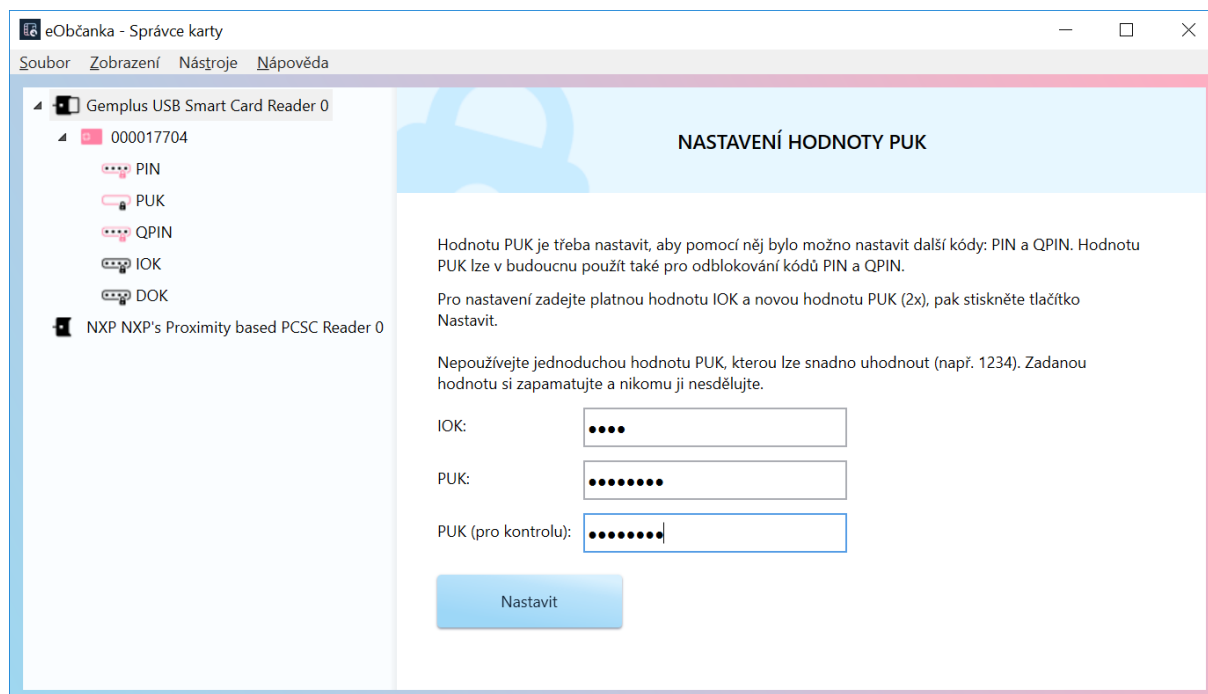 eObčanka - Správce karty
Soubor Zobrazení Nástroje Nápověda
Gemplus USB Smart Card Reader 0
000017704
PIN
PUK
QPIN
IOK
DOK
NXP NXP's Proximity based PCSC Reader 0
NASTAVENÍ HODNOTY PUK
Hodnotu PUK je třeba nastavit, aby pomocí něj bylo možno nastavit další kódy: PIN a QPIN. Hodnotu
PUK lze v budoucnu použít také pro odblokování kódů PIN a QPIN.
Pro nastavení zadejte platnou hodnotu IOK a novou hodnotu PUK (2x), pak stiskněte tlačítko
Nastavit.
Nepoužívejte jednoduchou hodnotu PUK, kterou lze snadno uhodnout (např. 1234). Zadanou
hodnotu si zapamatujte a nikomu ji nesdělujte.
IOK: ••••
PUK: ••••••••
PUK (pro kontrolu): ••••••••
Nastavit